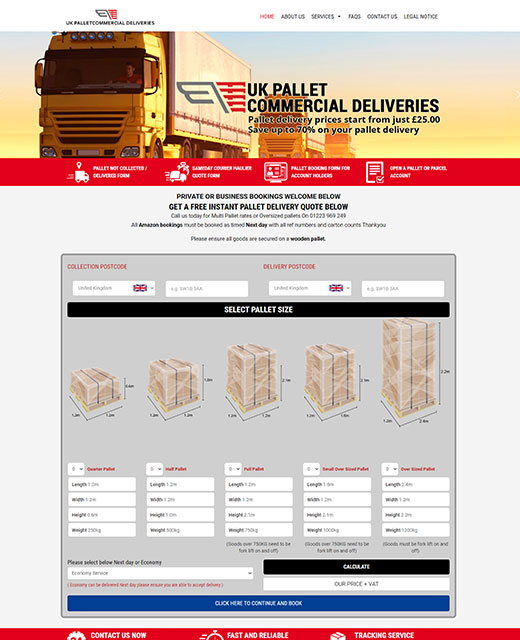 UK PALLETCOMMERCIAL DELIVERIES
HOME ABOUT US SERVICES FAQS CONTACT US LEGAL NOTICE
UK PALLET
COMMERCIAL DELIVERIES
Pallet delivery prices start from just £25.00
Save up to 70% on your pallet delivery
PALLET NOT COLLECTED / DELIVERED FORM
SAMEDAY COURIER HAULIER QUOTE FORM
PALLET BOOKING FORM FOR ACCOUNT HOLDERS
OPEN A PALLET OR PARCEL ACCOUNT
PRIVATE OR BUSINESS BOOKINGS WELCOME BELOW
GET A FREE INSTANT PALLET DELIVERY QUOTE BELOW
Call us today for Multi Pallet rates or Oversized pallets On 01223 969 249
All Amazon bookings must be booked as timed Next day with all ref numbers and carton counts Thankyou
Please ensure all goods are secured on a wooden pallet.
COLLECTION POSTCODE DELIVERY POSTCODE
United Kingdom e.g. SW1B 3AA United Kingdom e.g. SW1B 3AA
SELECT PALLET SIZE
0.6m 1.2m 1.2m
1.0m 1.2m 1.2m
2.1m 1.2m 1.2m
2.1m 1.2m 1.6m
2.2m 1.2m 2.4m
0 Quarter Pallet 0 Half Pallet 0 Full Pallet 0 Small Over Sized Pallet 0 Over Sized Pallet
Length 1.2m Length 1.2m Length 1.2m Length 1.6m Length 2.4m
Width 1.2m Width 1.2m Width 1.2m Width 1.2m Width 1.2m
Height 0.6m Height 1.0m Height 2.1m Height 2.1m Height 2.2m
Weight 250kg Weight 500kg Weight 750kg Weight 1000kg Weight 1200kg
(Goods over 750KG need to be fork lift on and off)
(Goods over 750KG need to be fork lift on and off)
(Goods must be fork lift on and off)
Please select below Next day or Economy
Economy Service
( Economy can be delivered Next day please ensure you are able to accept delivery )
CALCULATE
OUR PRICE + VAT
CLICK HERE TO CONTINUE AND BOOK
CONTACT US NOW FAST AND RELIABLE TRACKING SERVICE